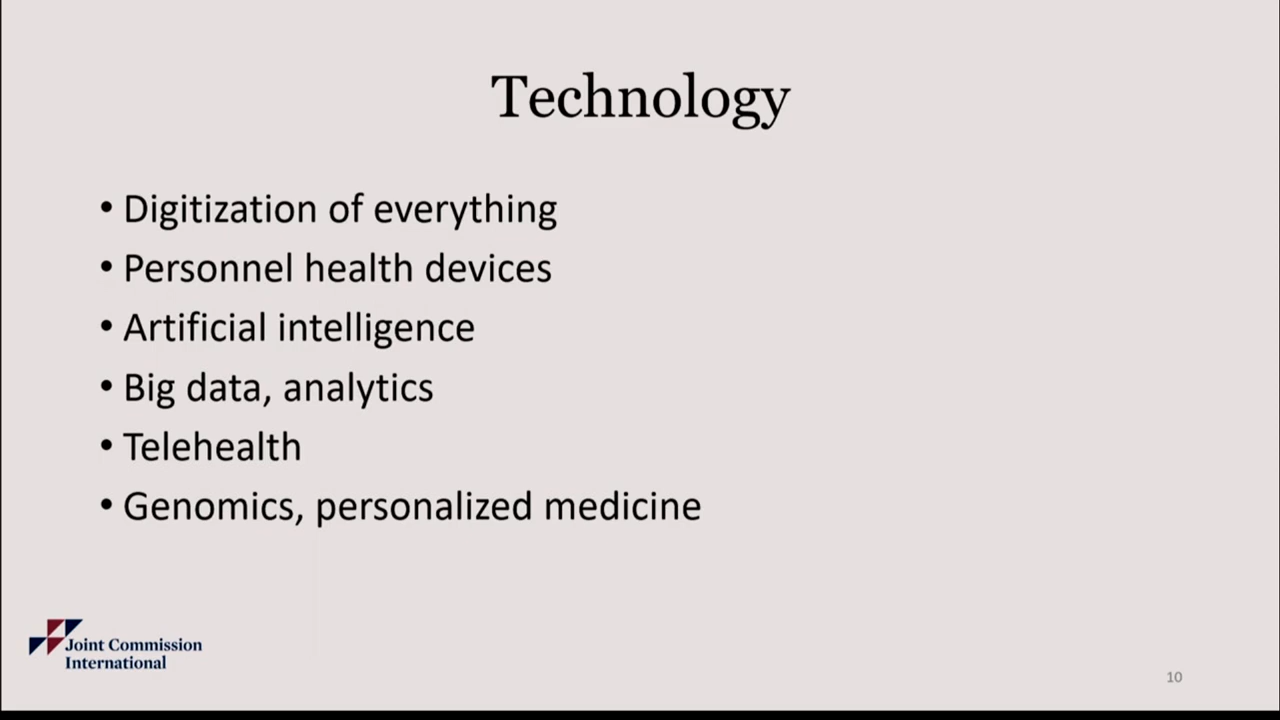 Technology
• Digitization of everything
• Personnel health devices
• Artificial intelligence
• Big data, analytics
• Telehealth
• Genomics, personalized medicine
Joint Commission
International
10